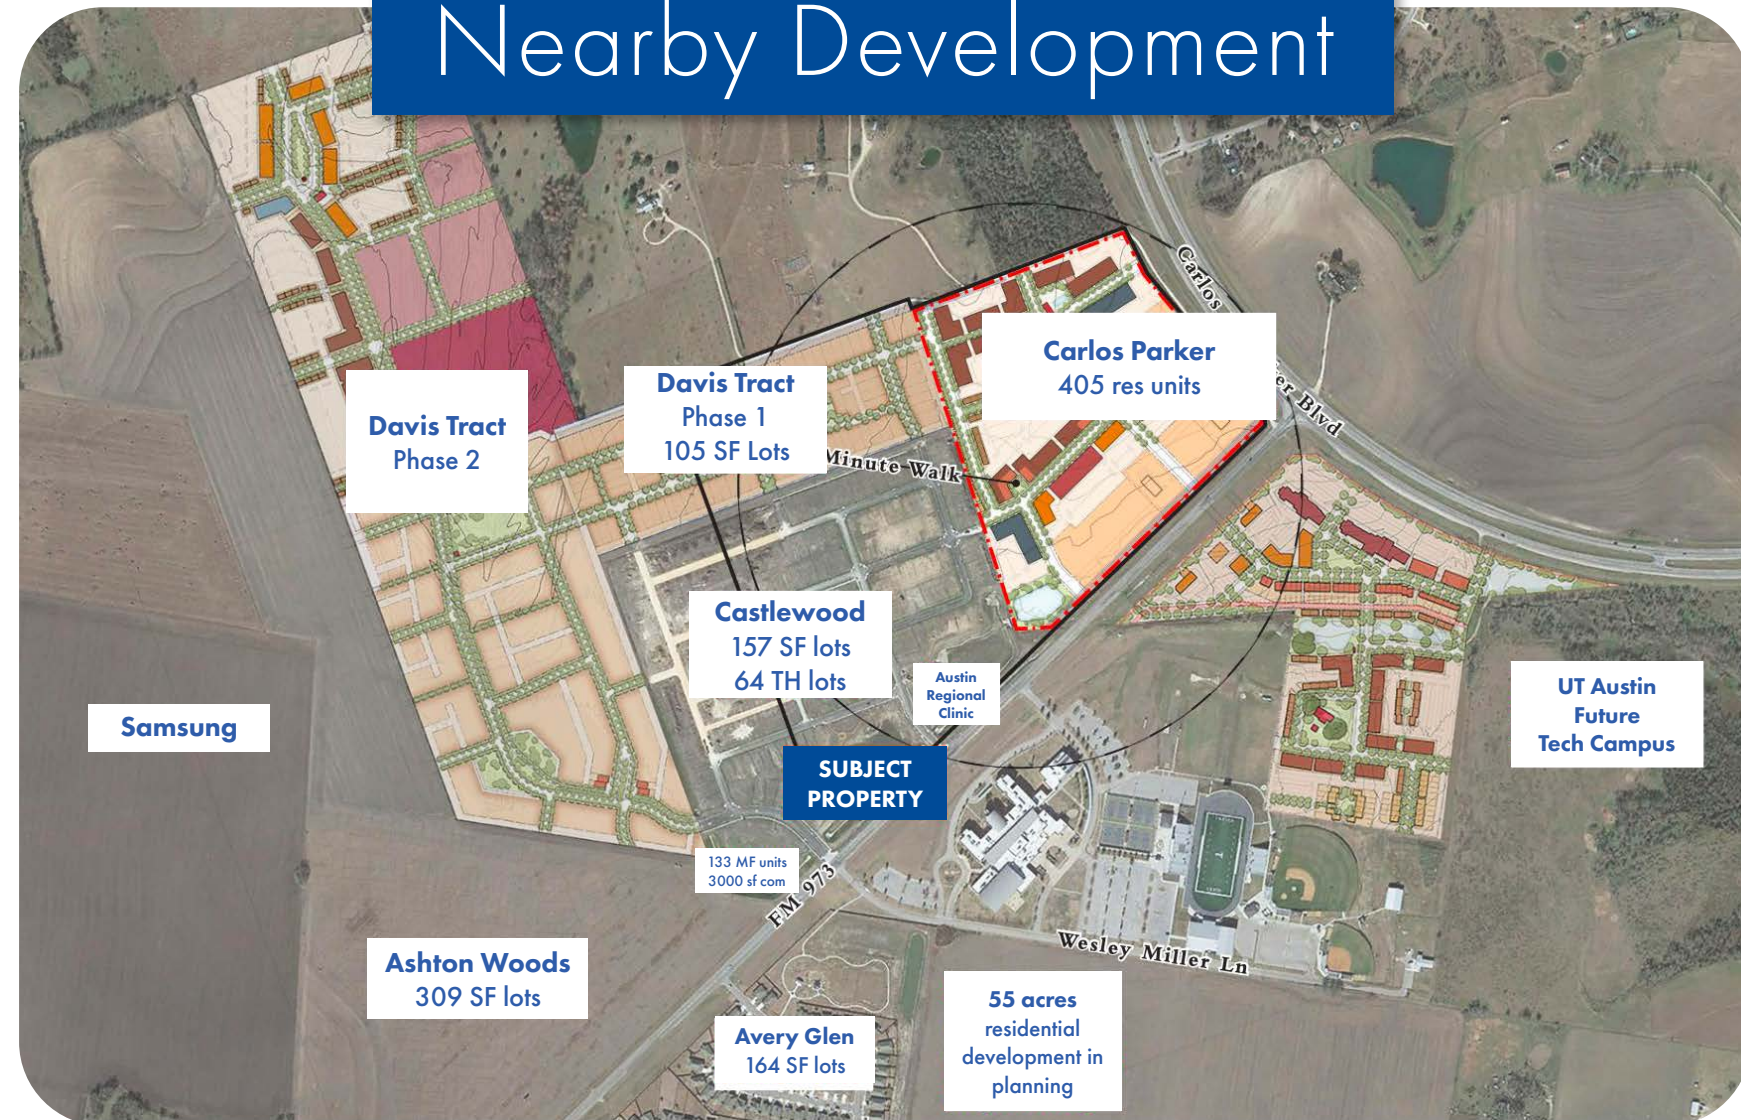 Nearby Development
Carlos
er Blvd
Carlos Parker
405 res units
Davis Tract
Phase 1
105 SF Lots
Davis Tract
Phase 2
Minute Walk
Castlewood
157 SF lots
64 TH lots
Austin
Regional
Clinic
UT Austin
Future
Tech Campus
Samsung
SUBJECT
PROPERTY
133 MF units
3000 sf com
FM 973
Wesley Miller Ln
Ashton Woods
309 SF lots
Avery Glen
164 SF lots
55 acres
residential
development in
planning